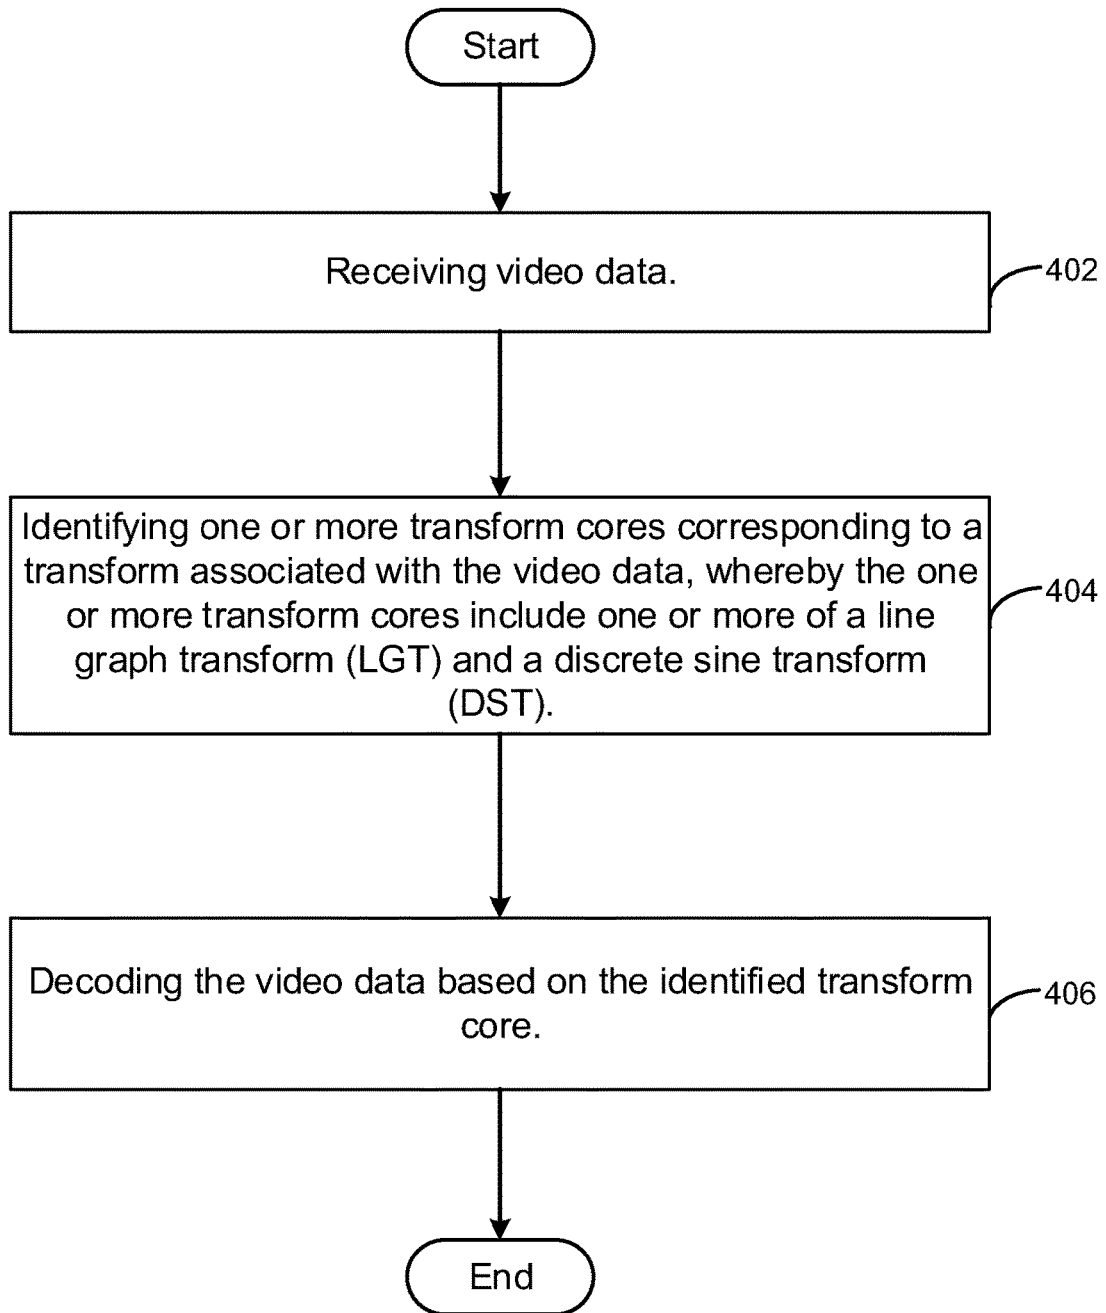 Start
Receiving video data.
402
Identifying one or more transform cores corresponding to a
transform associated with the video data, whereby the one
or more transform cores include one or more of a line
graph transform (LGT) and a discrete sine transform
(DST).
404
Decoding the video data based on the identified transform
core.
406
End